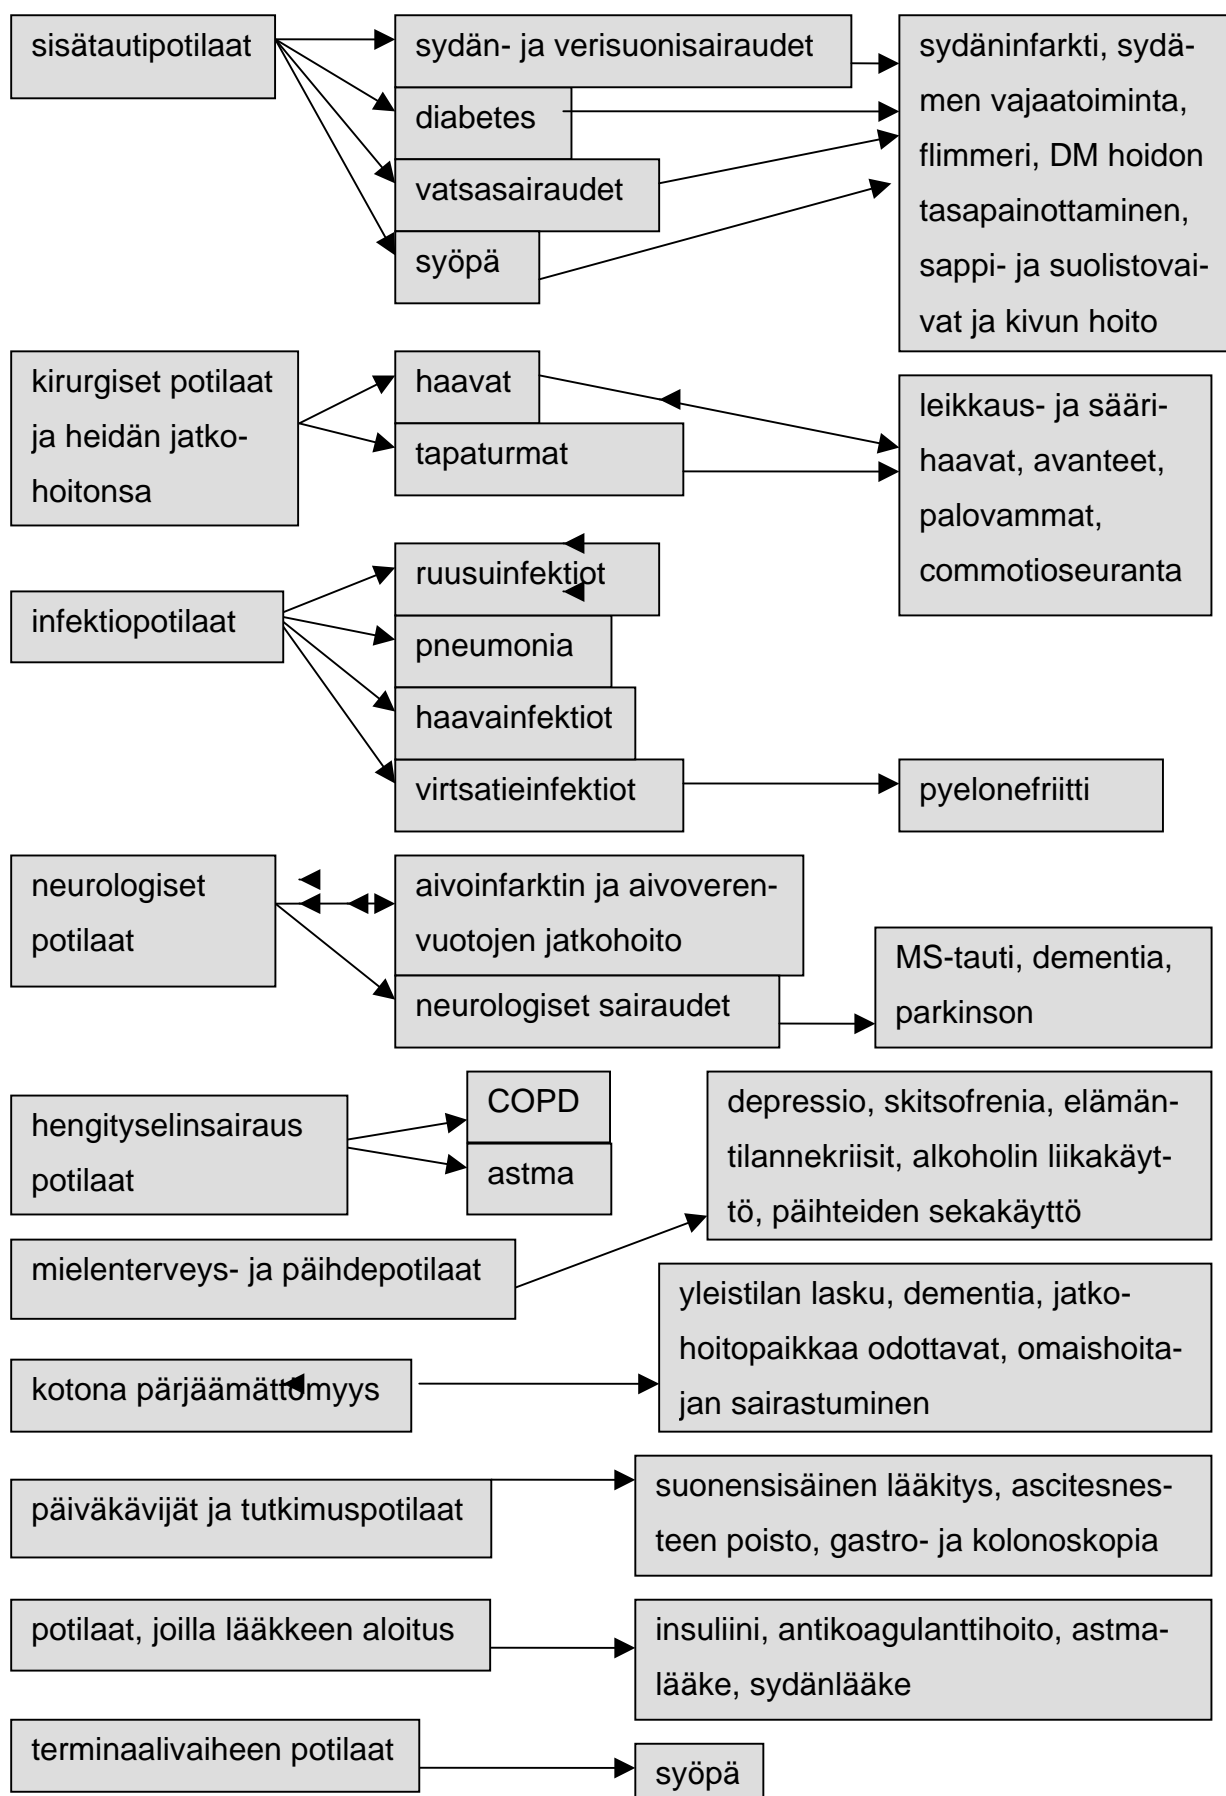 sisätautipotilaat
sydän- ja verisuonisairaudet
diabetes
vatsasairaudet
syöpä
sydäninfarkti, sydä-
men vajaatoiminta,
flimmeri, DM hoidon
tasapainottaminen,
sappi- ja suolistovai-
vat ja kivun hoito
kirurgiset potilaat
ja heidän jatko-
hoitonsa
haavat
tapaturmat
leikkaus- ja sääri-
haavat, avanteet,
palovammat,
commotioseuranta
infektiopotilaat
ruusuinfektiot
pneumonia
haavainfektiot
virtsatieinfektiot
pyelonefriitti
neurologiset
potilaat
aivoinfarktin ja aivoveren-
vuotojen jatkohoito
neurologiset sairaudet
MS-tauti, dementia,
parkinson
hengityselinsairaus
potilaat
COPD
astma
mielenterveys- ja päihdepotilaat
depressio, skitsofrenia, elämän-
tilannekriisit, alkoholin liikakäyt-
tö, päihteiden sekakäyttö
kotona pärjäämättömyys
yleistilan lasku, dementia, jatko-
hoitopaikkaa odottavat, omaishoita-
jan sairastuminen
päiväkävijät ja tutkimuspotilaat
suonensisäinen lääkitys, ascitesnes-
teen poisto, gastro- ja kolonoskopia
potilaat, joilla lääkkeen aloitus
insuliini, antikoagulanttihoito, astma-
lääke, sydänlääke
terminaalivaiheen potilaat
syöpä